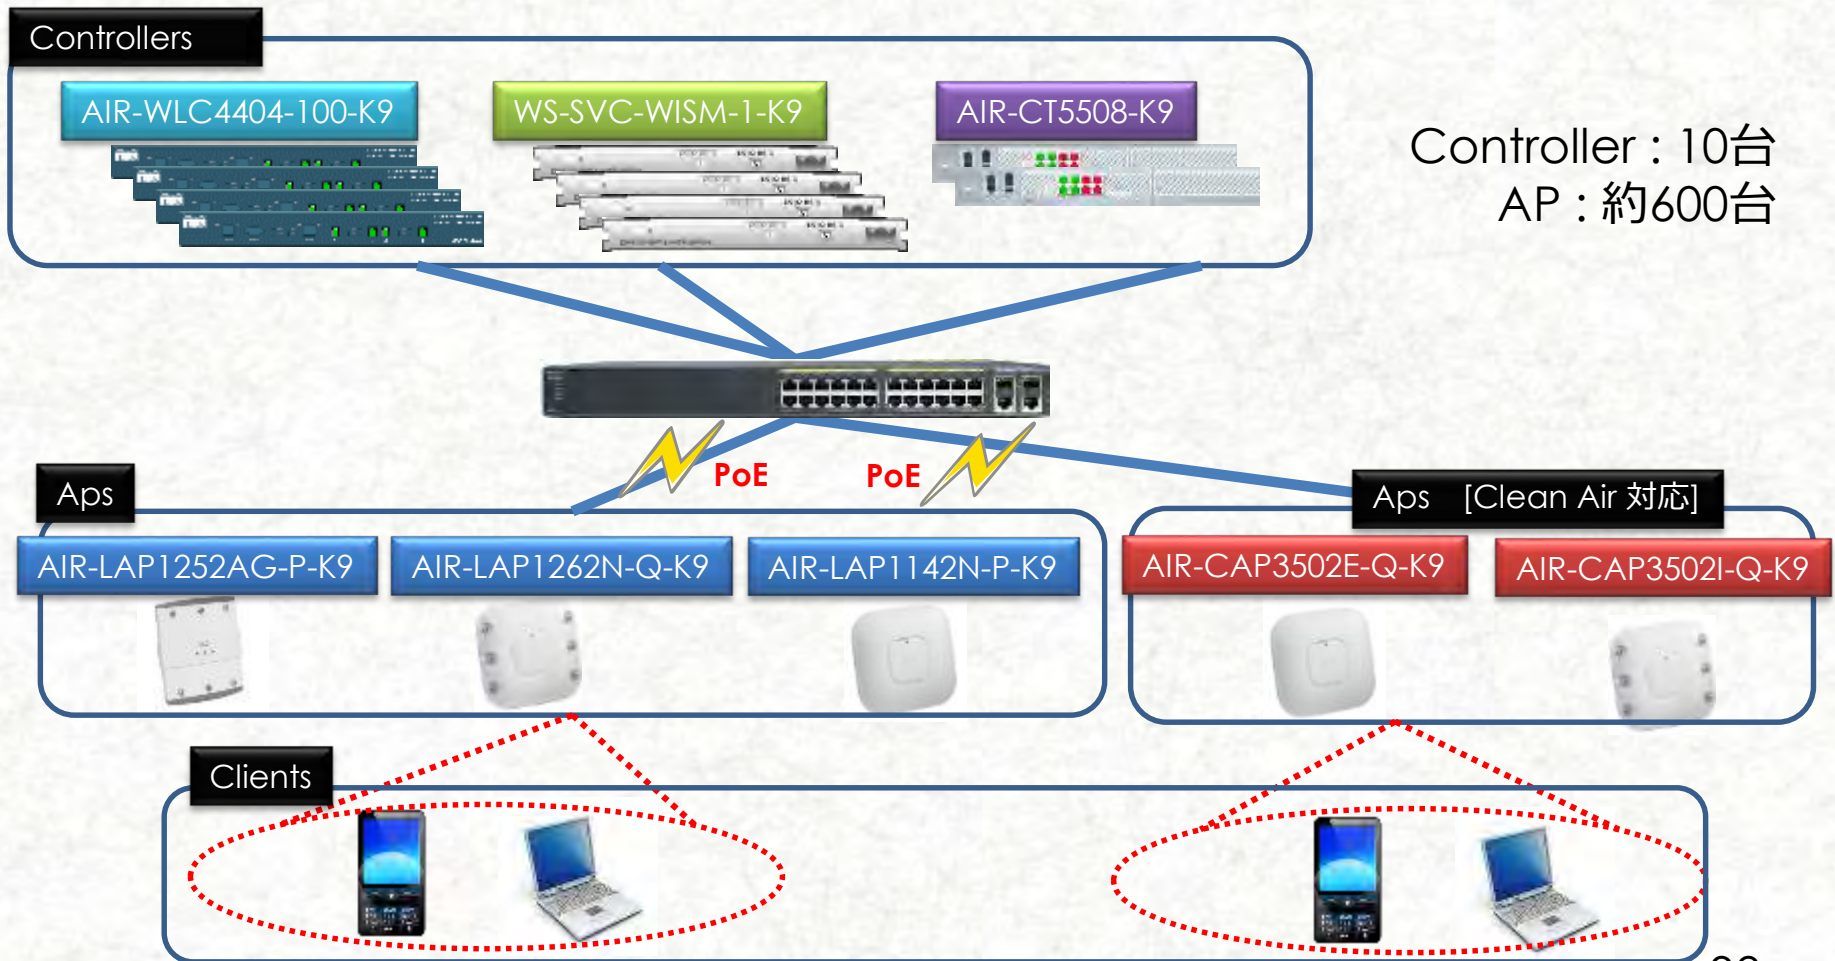 Controllers
AIR-WLC4404-100-K9
WS-SVC-WISM-1-K9
AIR-CT5508-K9
Controller : 10台
AP : 約600台
PoE
PoE
Aps
Aps [Clean Air 対応]
AIR-LAP1252AG-P-K9
AIR-LAP1262N-Q-K9
AIR-LAP1142N-P-K9
AIR-CAP3502E-Q-K9
AIR-CAP3502I-Q-K9
Clients